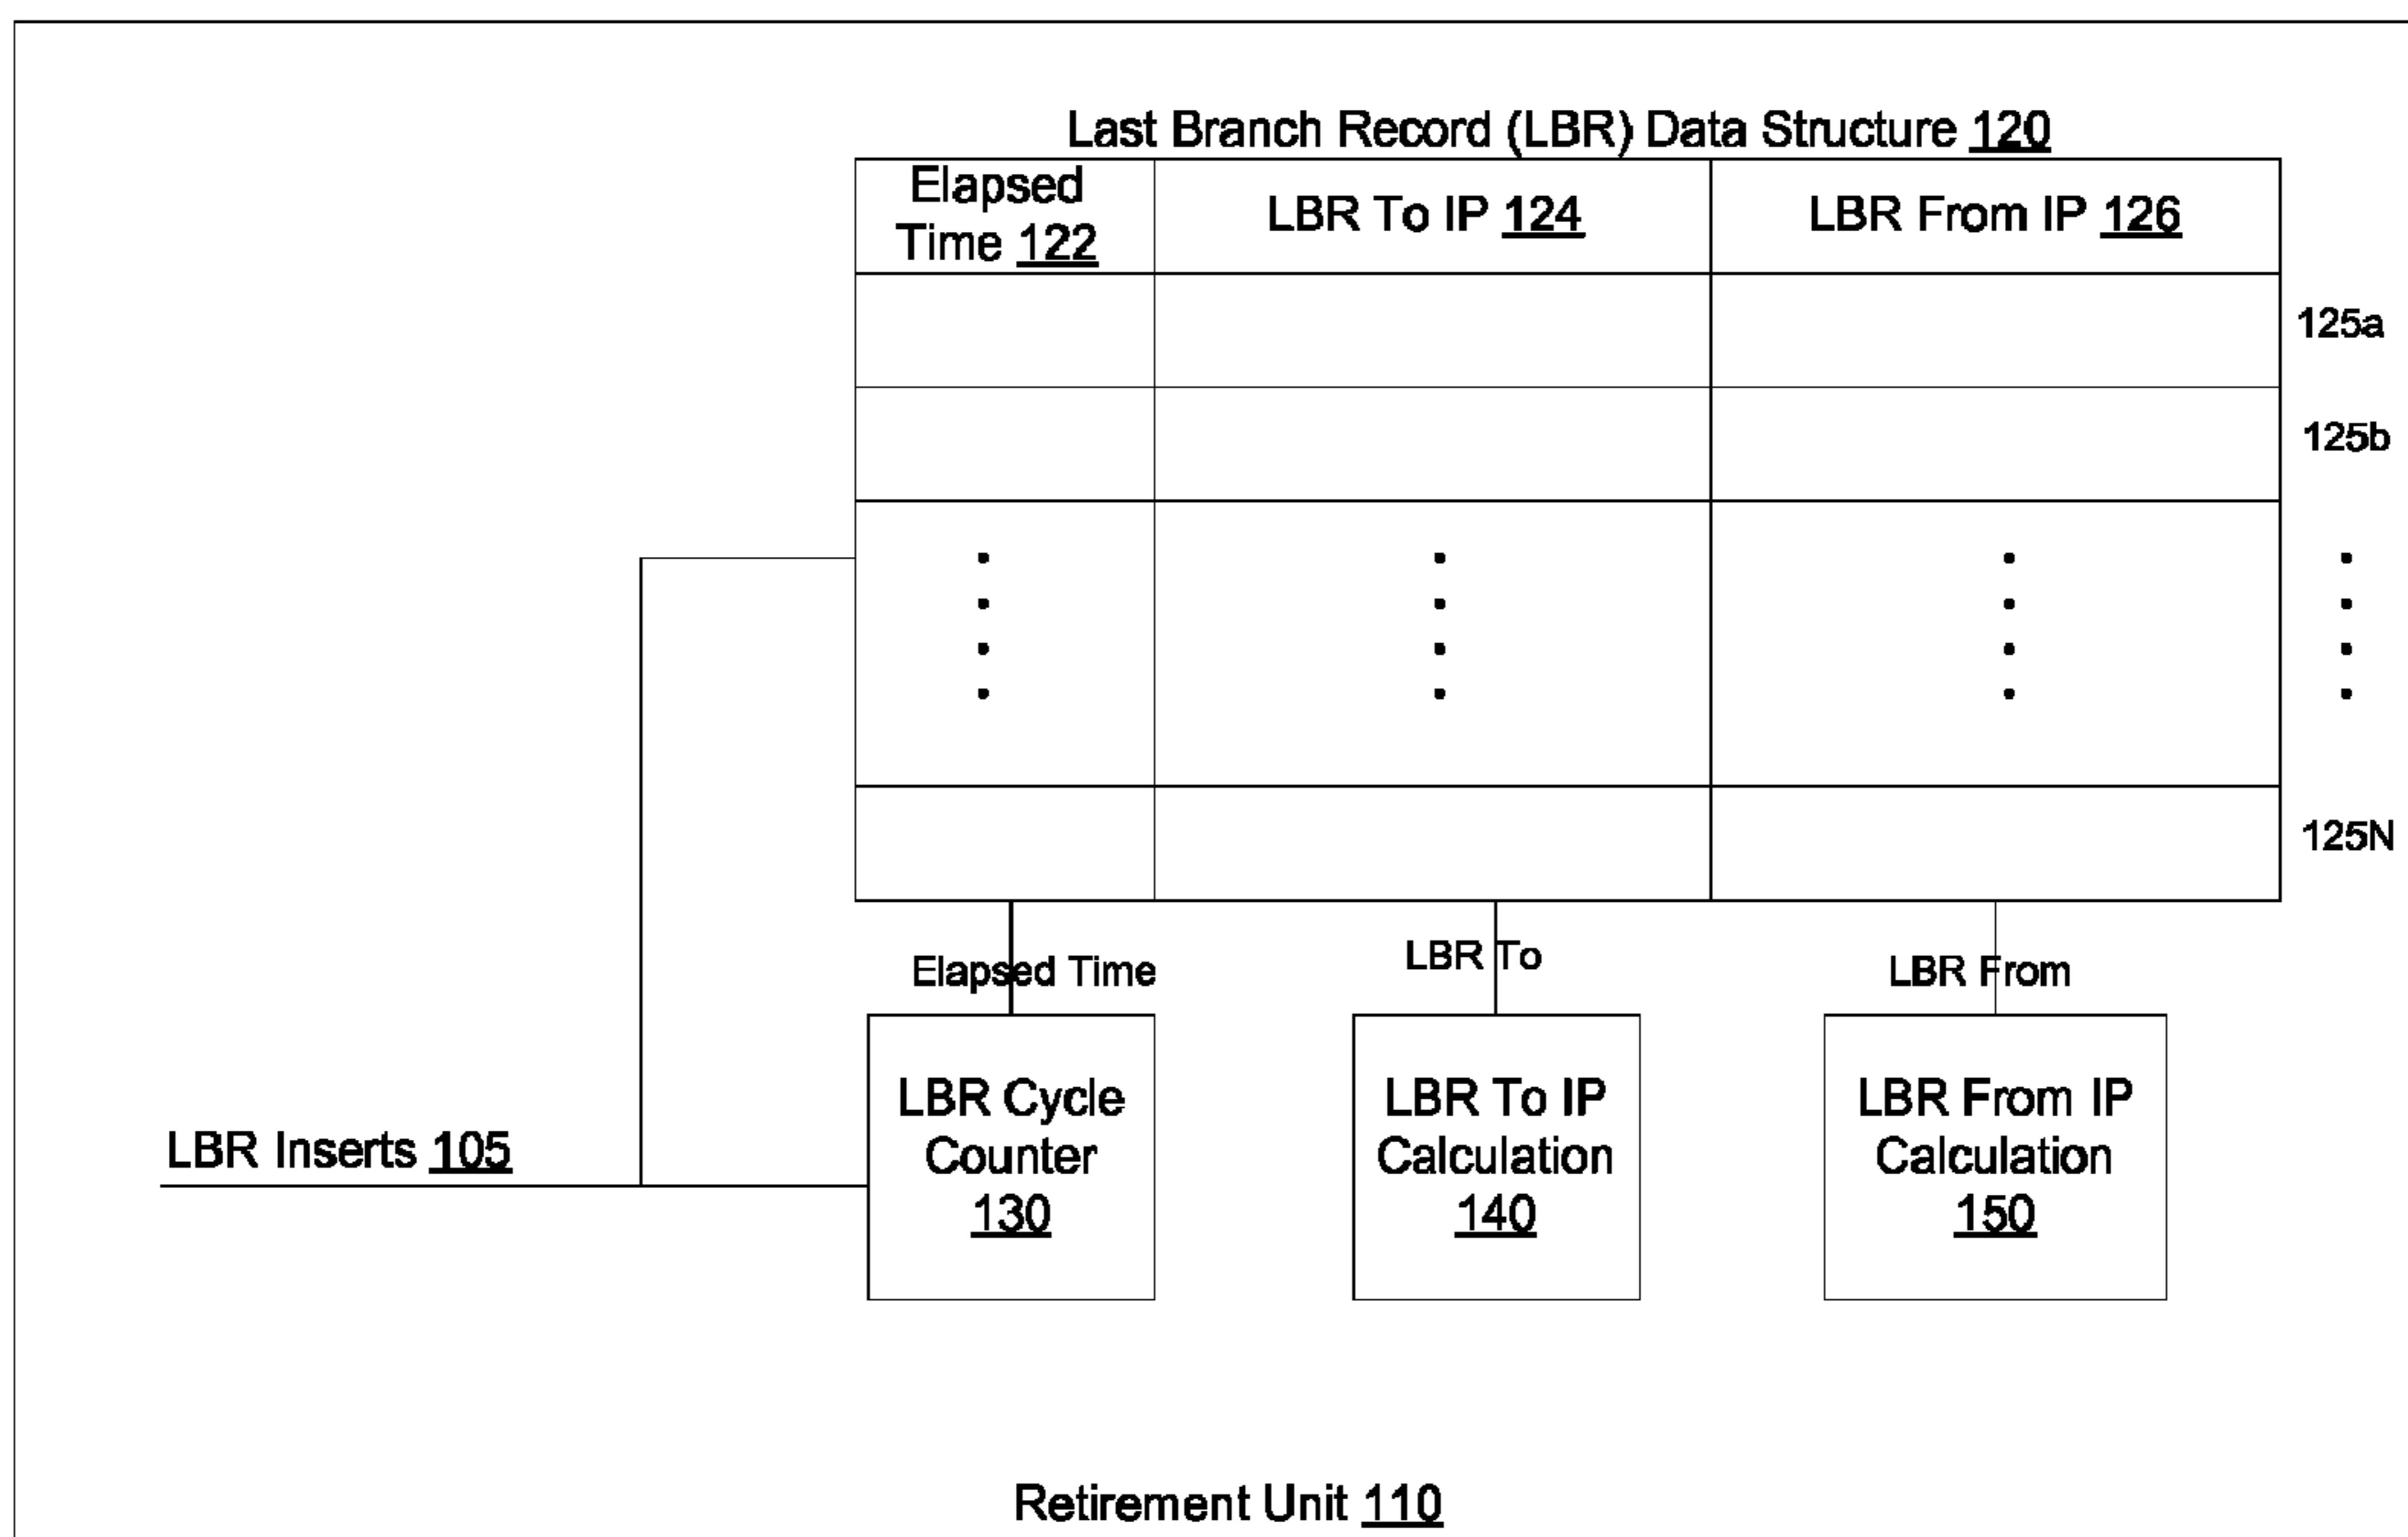 Last Branch Record (LBR) Data Structure 120
Elapsed
Time 122
LBR To IP 124
LBR From IP 126
125a
125b
125N
Elapsed Time
LBR To
LBR From
LBR Cycle
Counter
130
LBR To IP
Calculation
140
LBR From IP
Calculation
150
LBR Inserts 105
Retirement Unit 110